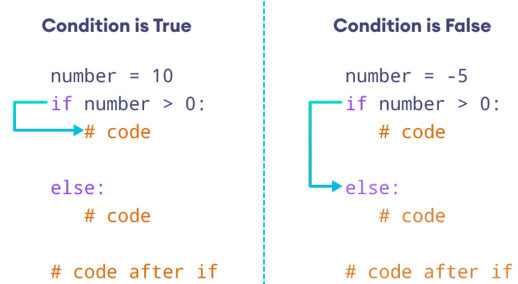 Condition is True
number = 10
if number > 0:
# code
else:
# code
# code after if
Condition is False
number = -5
if number > 0:
# code
else:
# code
# code after if